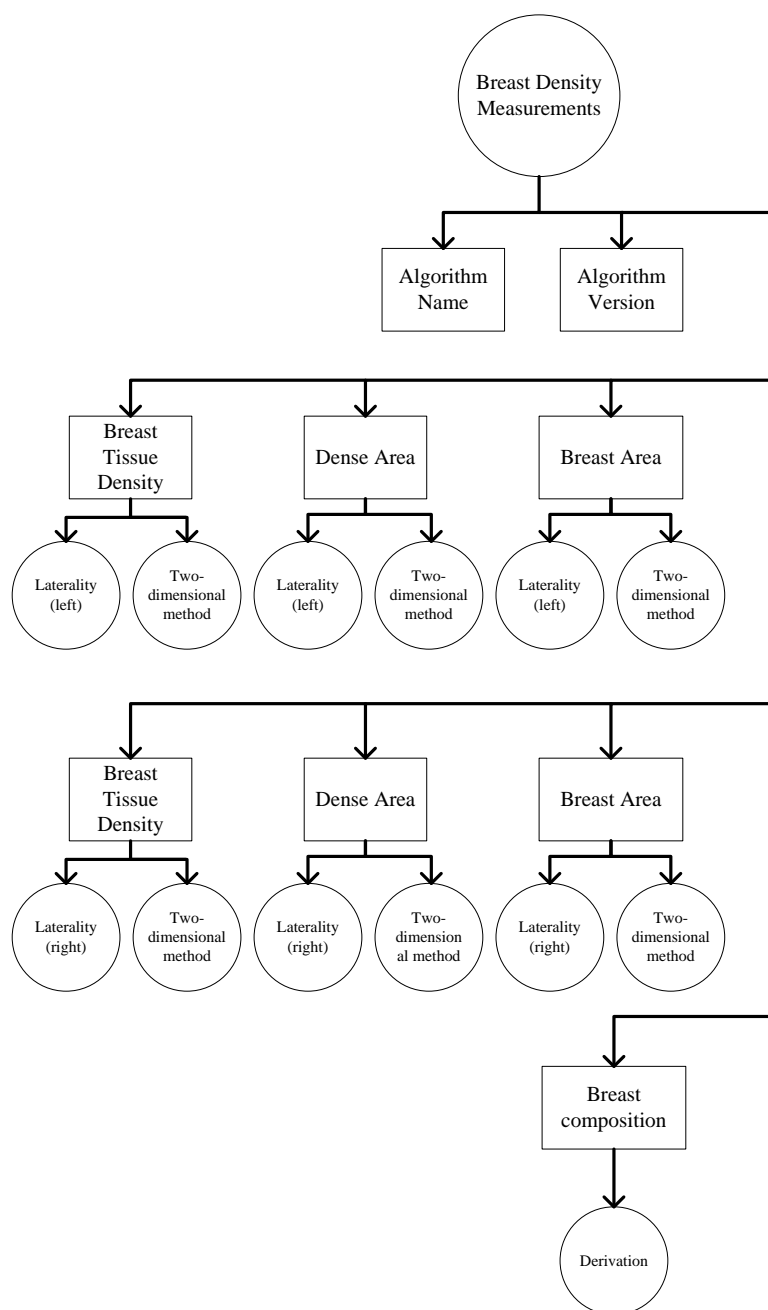 Breast Density
Measurements
Algorithm
Name
Algorithm
Version
Breast
Tissue
Density
Dense Area
Breast Area
Laterality
(left)
Two-
dimensional
method
Laterality
(left)
Two-
dimensional
method
Laterality
(left)
Two-
dimensional
method
Breast
Tissue
Density
Dense Area
Breast Area
Laterality
(right)
Two-
dimensional
method
Laterality
(right)
Two-
dimension
al method
Laterality
(right)
Two-
dimensional
method
Breast
composition
Derivation